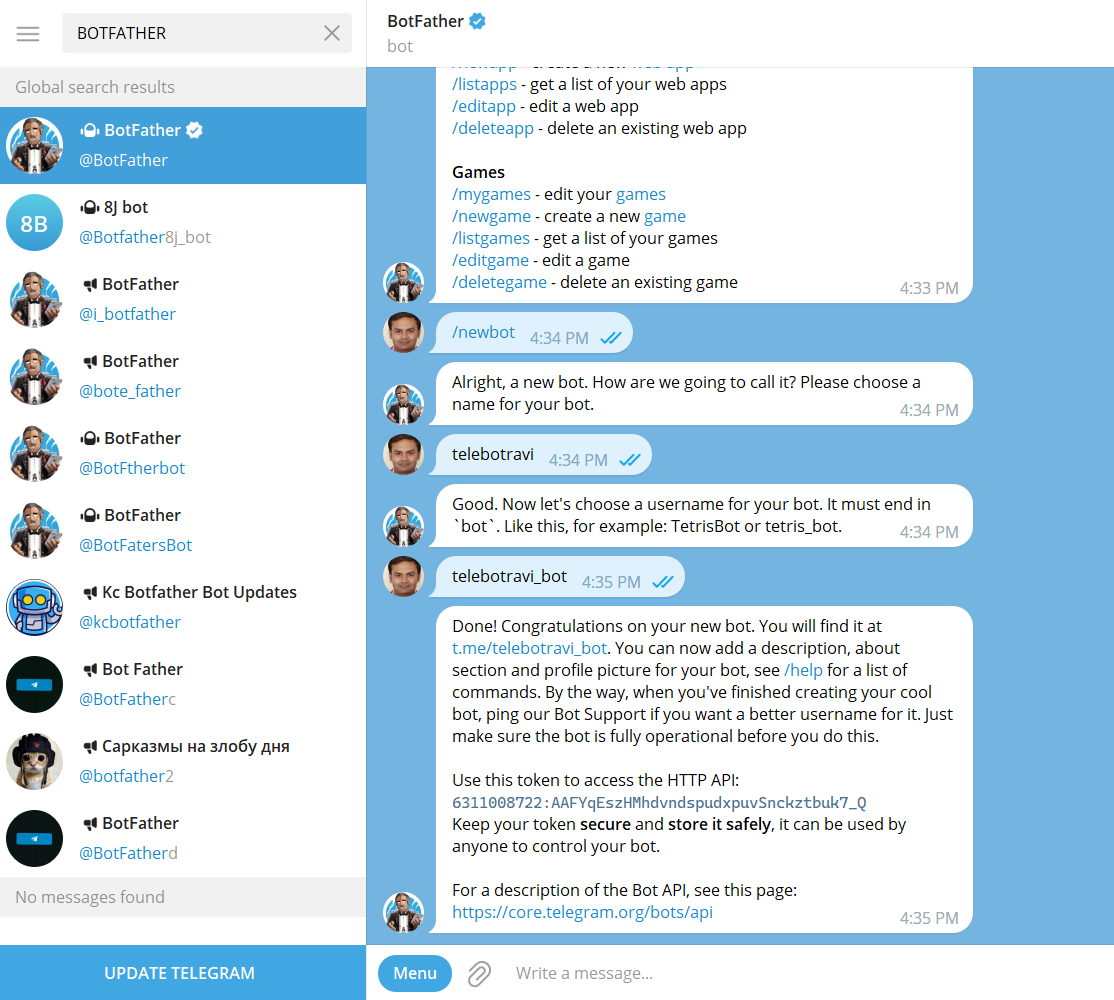 BOTFATHER
Global search results
BotFather
@BotFather
8B
8J bot
@Botfather8j_bot
BotFather
@i_botfather
BotFather
@bote_father
BotFather
@BotFtherbot
BotFather
@BotFatersBot
Kc Botfather Bot Updates
@kcbotfather
Bot Father
@BotFatherc
Сарказмы на злобу дня
@botfather2
BotFather
@BotFatherd
No messages found
UPDATE TELEGRAM
BotFather
bot
/listapps - get a list of your web apps
/editapp - edit a web app
/deleteapp - delete an existing web app
Games
/mygames - edit your games
/newgame - create a new game
/listgames - get a list of your games
/editgame - edit a game
/deletegame - delete an existing game
4:33 PM
/newbot 4:34 PM
Alright, a new bot. How are we going to call it? Please choose a
name for your bot.
4:34 PM
telebotravi 4:34 PM
Good. Now let's choose a username for your bot. It must end in
`bot`. Like this, for example: TetrisBot or tetris_bot.
4:34 PM
telebotravi_bot 4:35 PM
Done! Congratulations on your new bot. You will find it at
t.me/telebotravi_bot. You can now add a description, about
section and profile picture for your bot, see /help for a list of
commands. By the way, when you've finished creating your cool
bot, ping our Bot Support if you want a better username for it. Just
make sure the bot is fully operational before you do this.
Use this token to access the HTTP API:
6311008722:AAFYqEszHMhdvndspudxpuvSnckztbuk7_Q
Keep your token secure and store it safely, it can be used by
anyone to control your bot.
For a description of the Bot API, see this page:
https://core.telegram.org/bots/api
4:35 PM
Menu
Write a message...